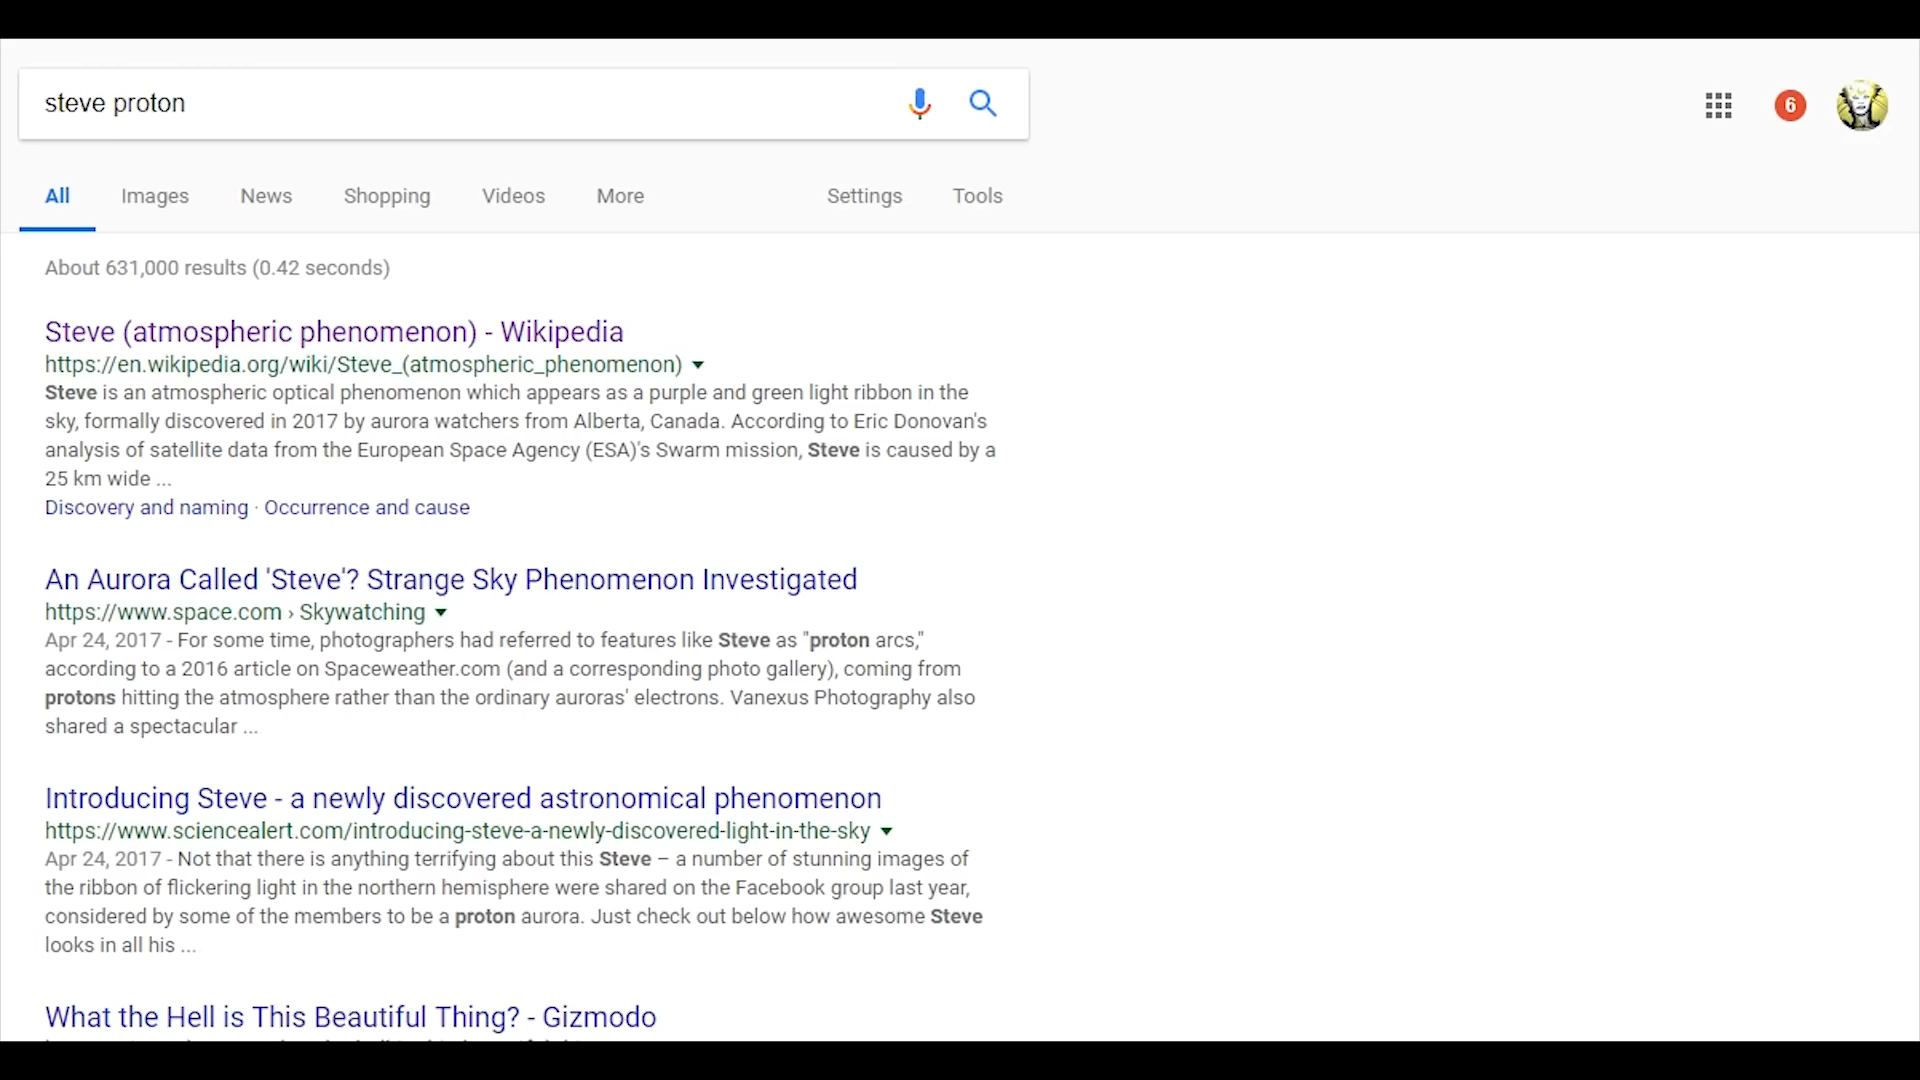 steve proton
6
All Images News Shopping Videos More Settings Tools
About 631,000 results (0.42 seconds)
Steve (atmospheric phenomenon) - Wikipedia
https://en.wikipedia.org/wiki/Steve_(atmospheric_phenomenon)
Steve is an atmospheric optical phenomenon which appears as a purple and green light ribbon in the
sky, formally discovered in 2017 by aurora watchers from Alberta, Canada. According to Eric Donovan's
analysis of satellite data from the European Space Agency (ESA)'s Swarm mission, Steve is caused by a
25 km wide ...
Discovery and naming · Occurrence and cause
An Aurora Called 'Steve'? Strange Sky Phenomenon Investigated
https://www.space.com › Skywatching
Apr 24, 2017 - For some time, photographers had referred to features like Steve as "proton arcs,"
according to a 2016 article on Spaceweather.com (and a corresponding photo gallery), coming from
protons hitting the atmosphere rather than the ordinary auroras' electrons. Vanexus Photography also
shared a spectacular ...
Introducing Steve - a newly discovered astronomical phenomenon
https://www.sciencealert.com/introducing-steve-a-newly-discovered-light-in-the-sky
Apr 24, 2017 - Not that there is anything terrifying about this Steve – a number of stunning images of
the ribbon of flickering light in the northern hemisphere were shared on the Facebook group last year,
considered by some of the members to be a proton aurora. Just check out below how awesome Steve
looks in all his ...
What the Hell is This Beautiful Thing? - Gizmodo